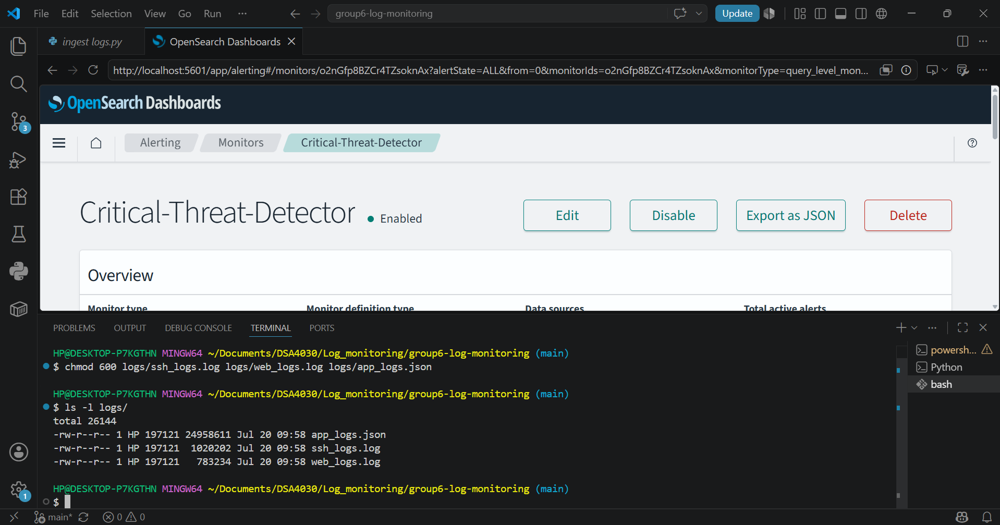 File Edit Selection View Go Run ··· group6-log-monitoring Update
ingest logs.py OpenSearch Dashboards
http://localhost:5601/app/alerting#/monitors/o2nGfp8BZCr4TZsoknAx?alertState=ALL&from=0&monitorIds=o2nGfp8BZCr4TZsoknAx&monitorType=query_level_mon...
OpenSearch Dashboards
Alerting Monitors Critical-Threat-Detector
Critical-Threat-Detector Enabled Edit Disable Export as JSON Delete
Overview
Monitor type Monitor definition type Data sources Total active alerts
3
PROBLEMS OUTPUT DEBUG CONSOLE TERMINAL PORTS
HP@DESKTOP-P7KGTHN MINGW64 ~/Documents/DSA4030/Log_monitoring/group6-log-monitoring (main)
$ chmod 600 logs/ssh_logs.log logs/web_logs.log logs/app_logs.json
HP@DESKTOP-P7KGTHN MINGW64 ~/Documents/DSA4030/Log_monitoring/group6-log-monitoring (main)
$ ls -l logs/
total 26144
-rw-r--r-- 1 HP 197121 24958611 Jul 20 09:58 app_logs.json
-rw-r--r-- 1 HP 197121 1020202 Jul 20 09:58 ssh_logs.log
-rw-r--r-- 1 HP 197121 783234 Jul 20 09:58 web_logs.log
HP@DESKTOP-P7KGTHN MINGW64 ~/Documents/DSA4030/Log_monitoring/group6-log-monitoring (main)
$
powersh...
Python
bash
1
main* 0 0